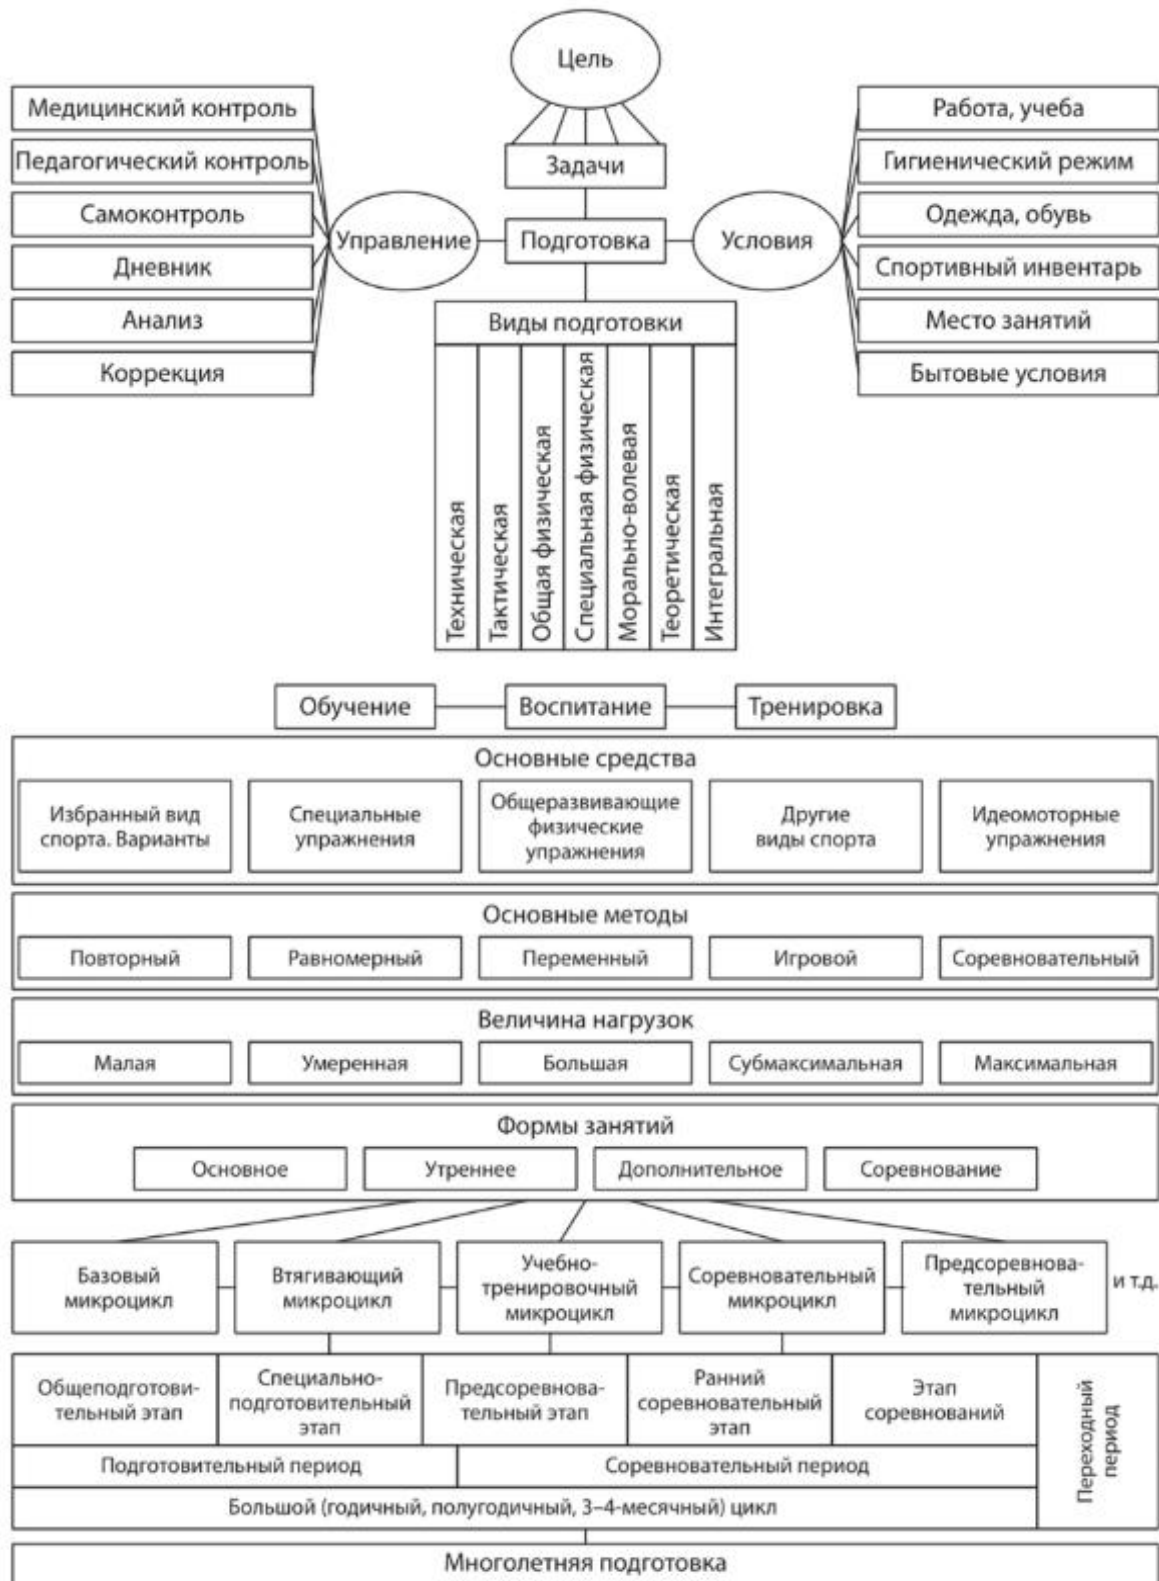 Цель
Задачи
Медицинский контроль
Педагогический контроль
Самоконтроль
Дневник
Анализ
Коррекция
Управление
Подготовка
Условия
Работа, учеба
Гигиенический режим
Одежда, обувь
Спортивный инвентарь
Место занятий
Бытовые условия
Виды подготовки
Техническая
Тактическая
Общая физическая
Специальная физическая
Морально-волевая
Теоретическая
Интегральная
Обучение
Воспитание
Тренировка
Основные средства
Избранный вид
спорта. Варианты
Специальные
упражнения
Общеразвивающие
физические
упражнения
Другие
виды спорта
Идеомоторные
упражнения
Основные методы
Повторный
Равномерный
Переменный
Игровой
Соревновательный
Величина нагрузок
Малая
Умеренная
Большая
Субмаксимальная
Максимальная
Формы занятий
Основное
Утреннее
Дополнительное
Соревнование
Базовый
микроцикл
Втягивающий
микроцикл
Учебно-
тренировочный
микроцикл
Соревновательный
микроцикл
Предсоревнова-
тельный
микроцикл
и т.д.
Общеподготови-
тельный этап
Специально-
подготовительный
этап
Предсоревнова-
тельный этап
Ранний
соревновательный
этап
Этап
соревнований
Переходный
период
Подготовительный период
Соревновательный период
Большой (годичный, полугодичный, 3–4-месячный) цикл
Многолетняя подготовка